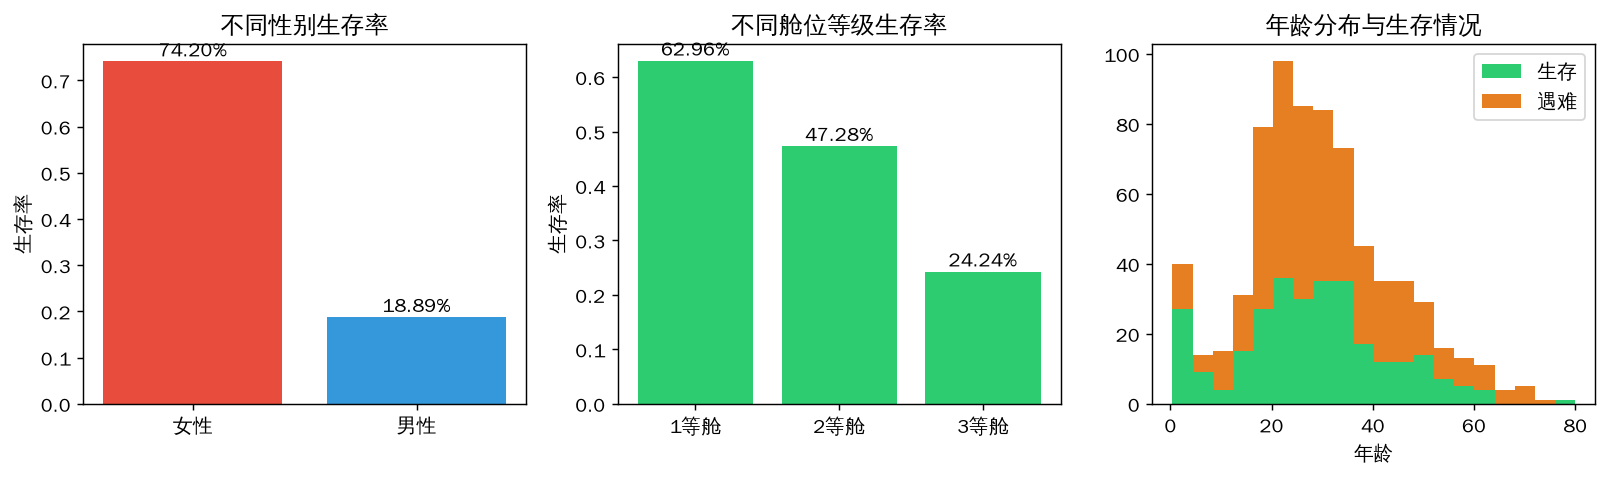 不同性别生存率
74.20%
18.89%
生存率
0.7
0.6
0.5
0.4
0.3
0.2
0.1
0.0
女性
男性
不同舱位等级生存率
62.96%
47.28%
24.24%
生存率
0.6
0.5
0.4
0.3
0.2
0.1
0.0
1等舱
2等舱
3等舱
年龄分布与生存情况
生存
遇难
100
80
60
40
20
0
0
20
40
60
80
年龄